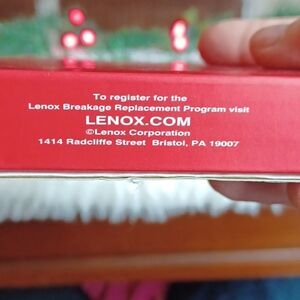 To register for the
Lenox Breakage Replacement Program visit
LENOX.COM
©Lenox Corporation
1414 Radcliffe Street Bristol, PA 19007